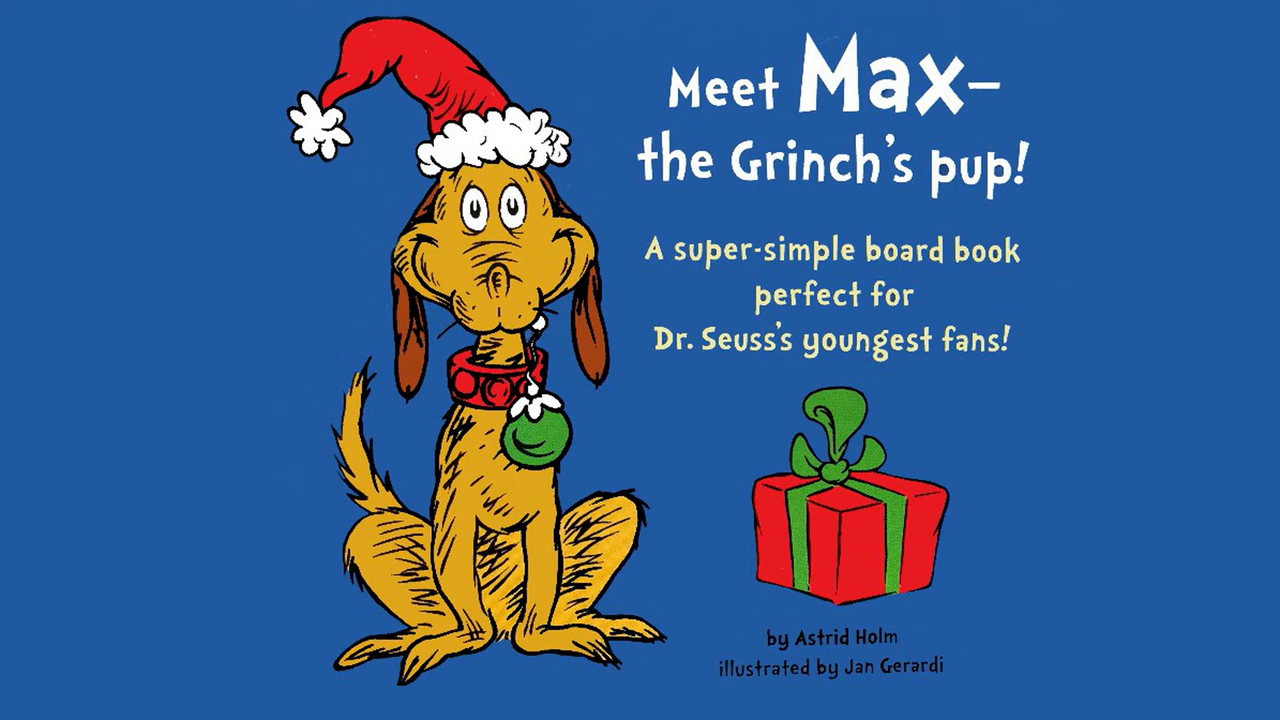 Meet Max–
the Grinch's pup!
A super-simple board book
perfect for
Dr. Seuss's youngest fans!
by Astrid Holm
illustrated by Jan Gerardi